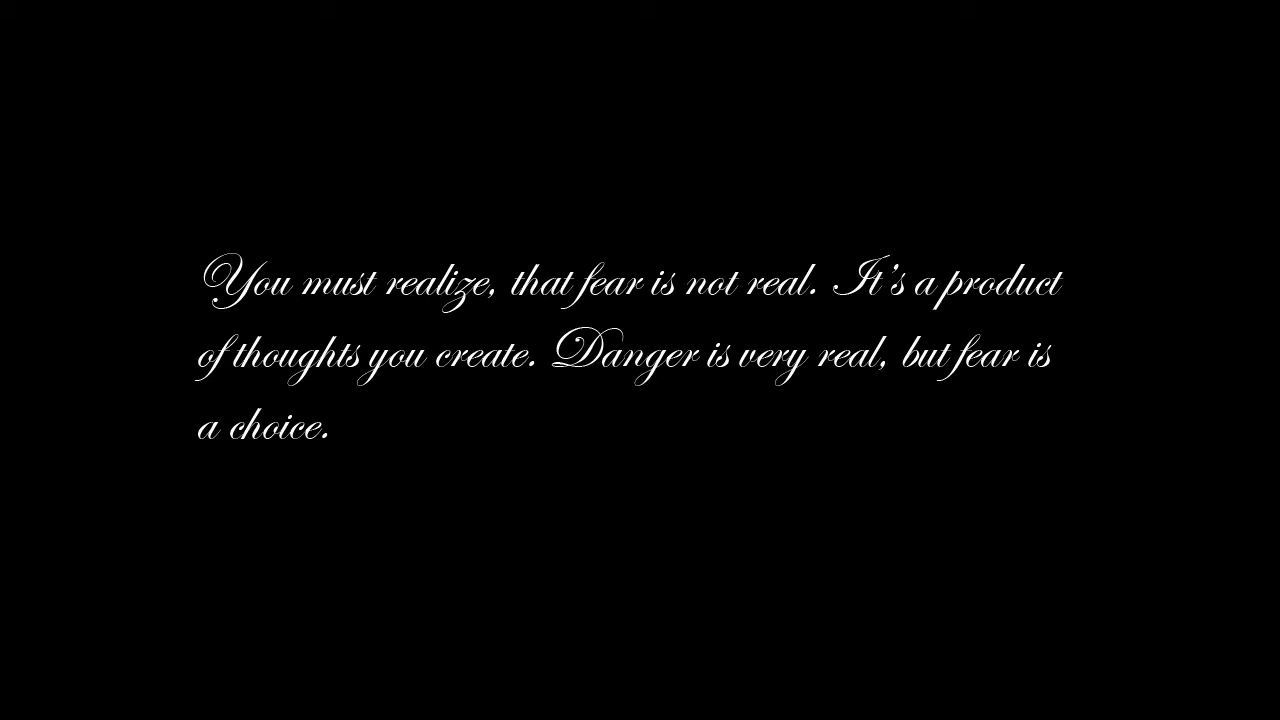 You must realize, that fear is not real. It's a product
of thoughts you create. Danger is very real, but fear is
a choice.